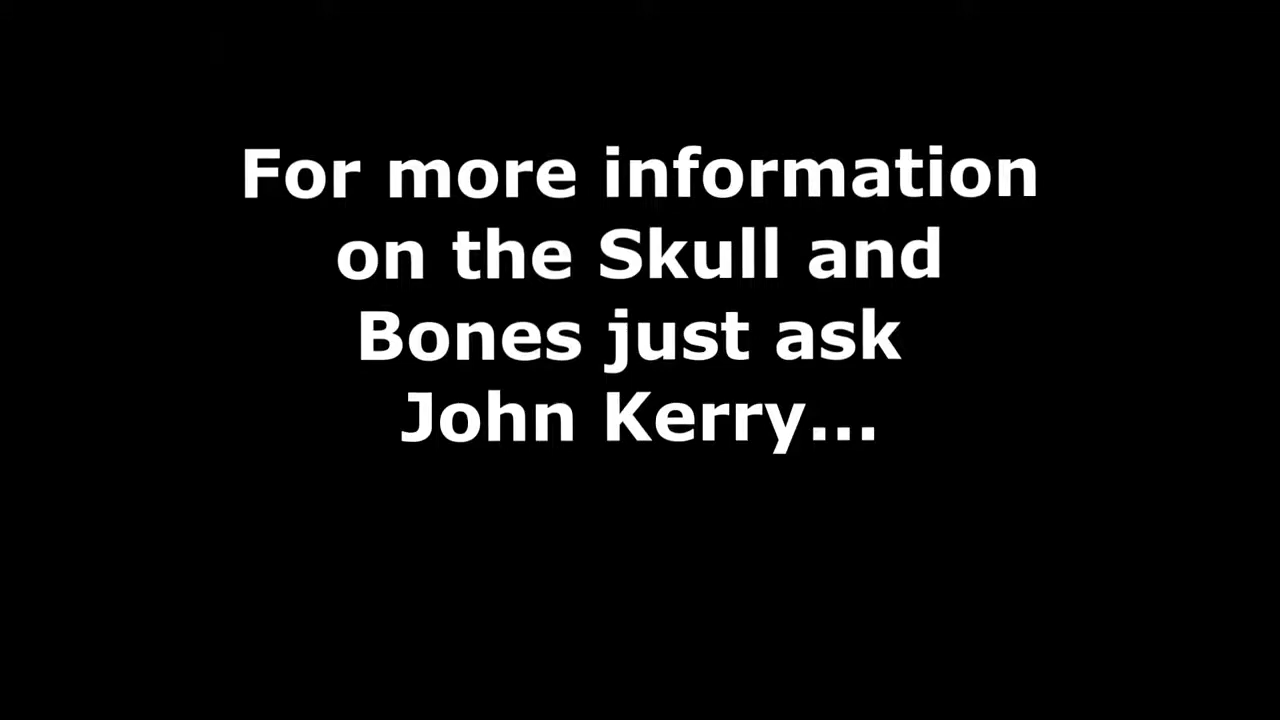 For more information
on the Skull and
Bones just ask
John Kerry...